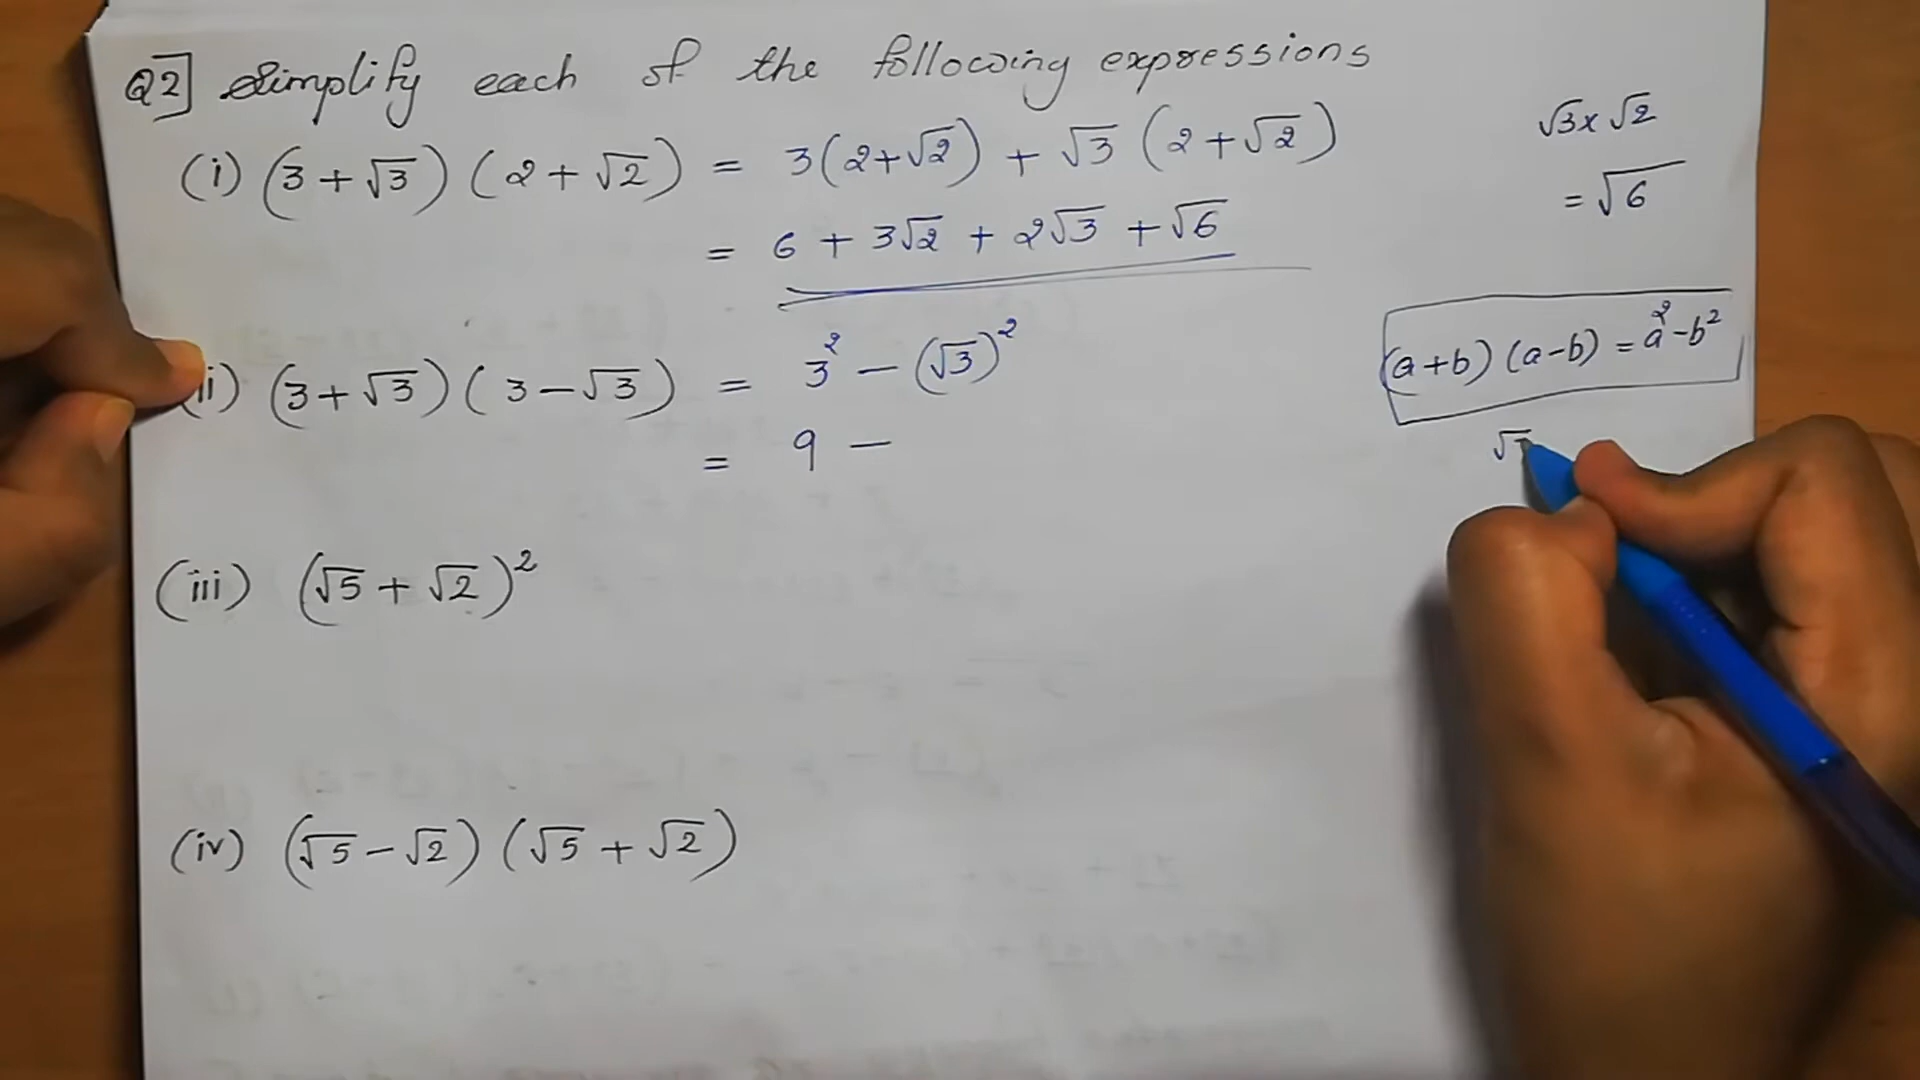 Q2] Simplify each of the following expressions
(i) (3 + √3) (2 + √2) = 3(2+√2) + √3 (2 + √2)
= 6 + 3√2 + 2√3 + √6
√3 × √2
= √6
(ii) (3 + √3) (3 - √3) = 3² - (√3)²
= 9 -
(a+b) (a-b) = a² - b²
√
(iii) (√5 + √2)²
(iv) (√5 - √2) (√5 + √2)